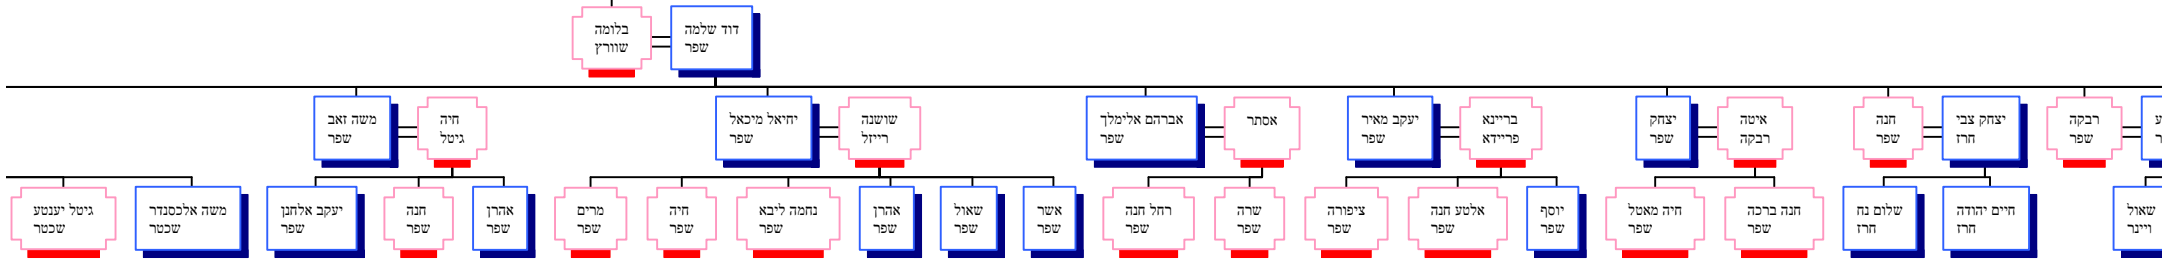 דוד שלמה
שפר
בלומה
שוורץ
רבקה
שפר
יצחק צבי
חרז
חנה
שפר
איטה
רבקה
יצחק
שפר
בריינא
פריידא
יעקב מאיר
שפר
אסתר
אברהם אלימלך
שפר
שושנה
רייזל
יחיאל מיכאל
שפר
חיה
גיטל
משה זאב
שפר
שאול
ויינר
חיים יהודה
חרז
שלום נח
חרז
חנה ברכה
שפר
חיה מאטל
שפר
יוסף
שפר
אלטע חנה
שפר
ציפורה
שפר
שרה
שפר
רחל חנה
שפר
אשר
שפר
שאול
שפר
אהרן
שפר
נחמה ליבא
שפר
חיה
שפר
מרים
שפר
אהרן
שפר
חנה
שפר
יעקב אלחנן
שפר
משה אלכסנדר
שכטר
גיטל יענטע
שכטר